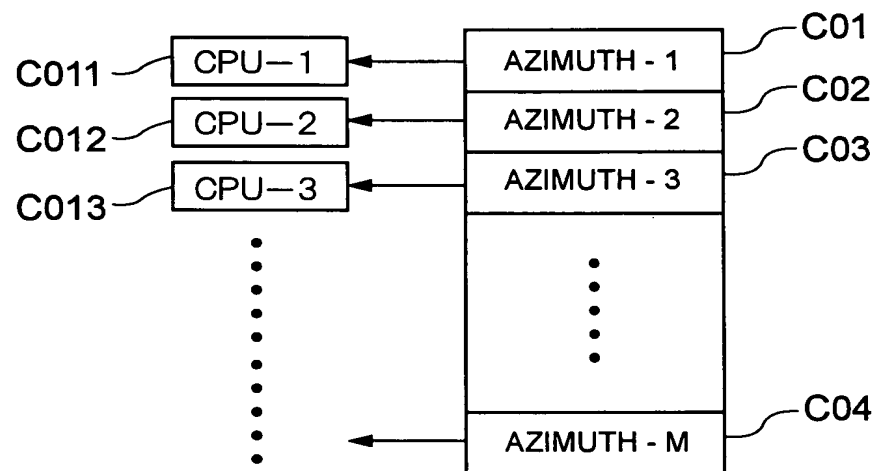 C011
CPU—1
AZIMUTH - 1
C01
C012
CPU—2
AZIMUTH - 2
C02
C013
CPU—3
AZIMUTH - 3
C03
AZIMUTH - M
C04